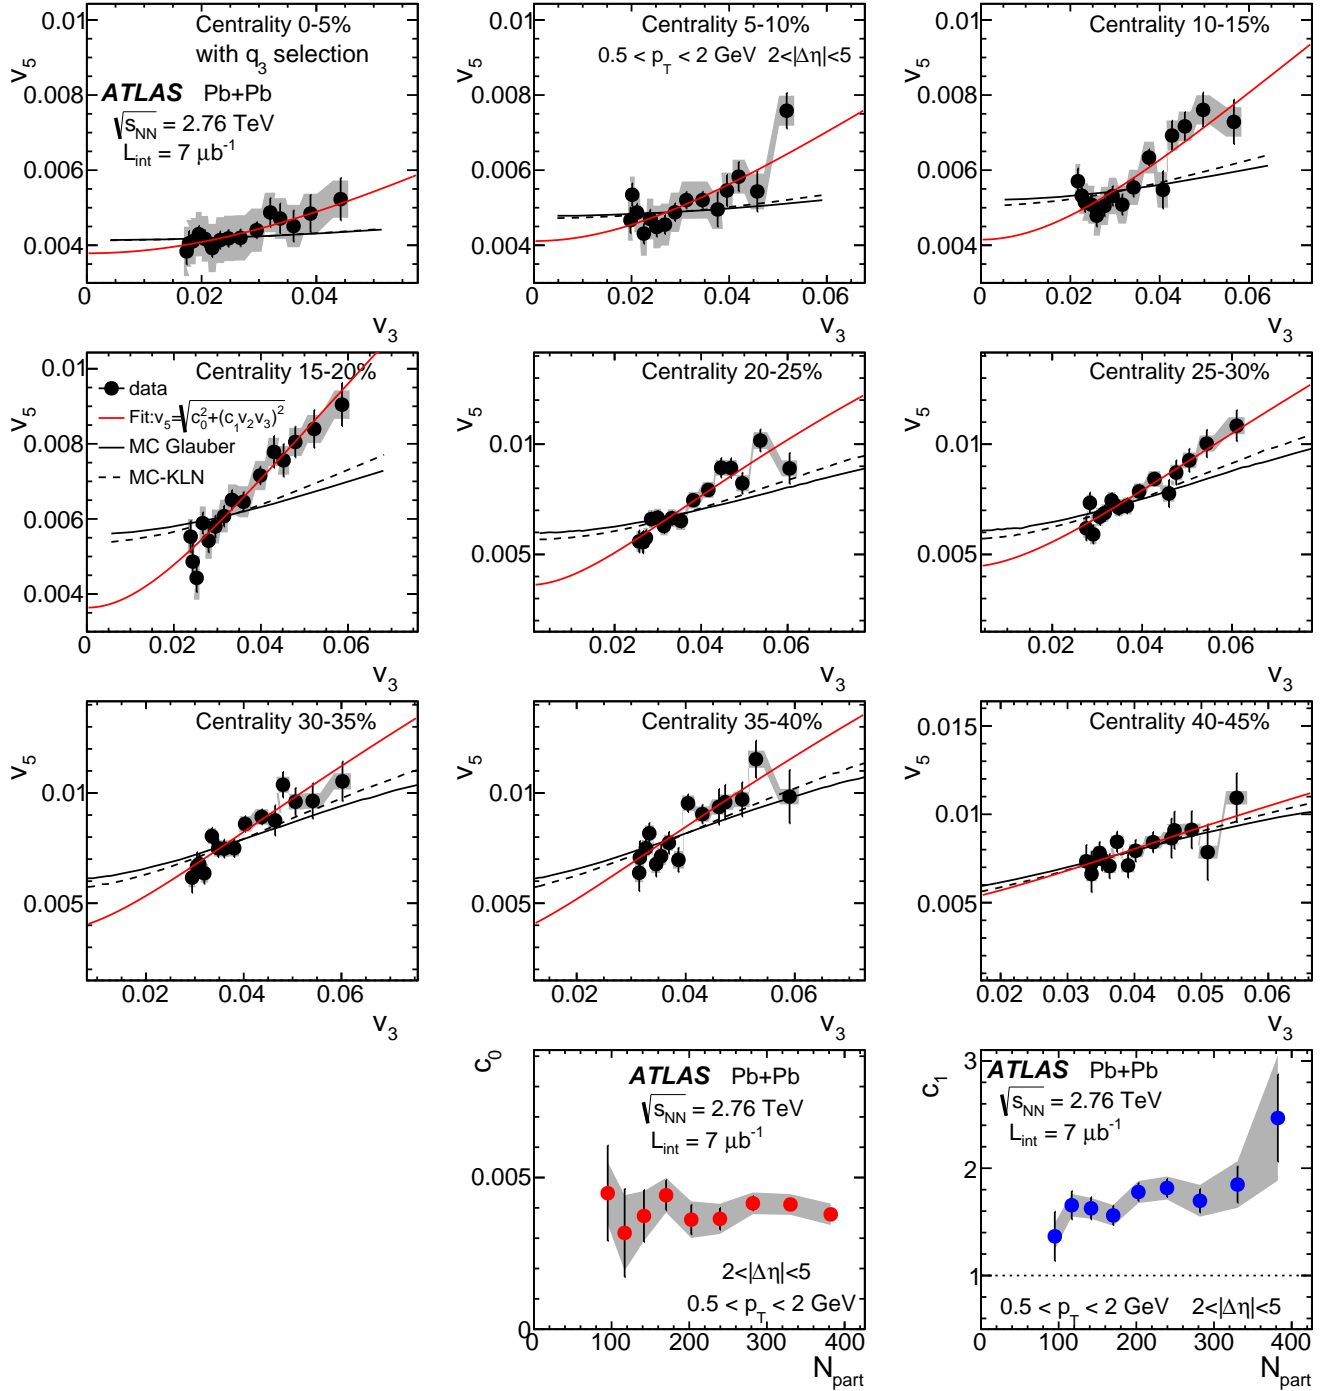 Centrality 0-5%
with q₃ selection
ATLAS Pb+Pb
√s_NN = 2.76 TeV
L_int = 7 μb⁻¹
v₅
0.01
0.008
0.006
0.004
0 0.02 0.04
v₃
Centrality 5-10%
0.5 < p_T < 2 GeV 2<|Δη|<5
v₅
0.01
0.008
0.006
0.004
0 0.02 0.04 0.06
v₃
Centrality 10-15%
v₅
0.01
0.008
0.006
0.004
0 0.02 0.04 0.06
v₃
Centrality 15-20%
data
Fit:v₅=√c₀²+(c₁v₂v₃)²
MC Glauber
MC-KLN
v₅
0.01
0.008
0.006
0.004
0 0.02 0.04 0.06
v₃
Centrality 20-25%
v₅
0.01
0.005
0.02 0.04 0.06
v₃
Centrality 25-30%
v₅
0.01
0.005
0.02 0.04 0.06
v₃
Centrality 30-35%
v₅
0.01
0.005
0.02 0.04 0.06
v₃
Centrality 35-40%
v₅
0.01
0.005
0.02 0.04 0.06
v₃
Centrality 40-45%
v₅
0.015
0.01
0.005
0.02 0.03 0.04 0.05 0.06
v₃
ATLAS Pb+Pb
√s_NN = 2.76 TeV
L_int = 7 μb⁻¹
c₀
0.005
0
2<|Δη|<5
0.5 < p_T < 2 GeV
0 100 200 300 400
N_part
ATLAS Pb+Pb
√s_NN = 2.76 TeV
L_int = 7 μb⁻¹
c₁
3
2
1
0.5 < p_T < 2 GeV 2<|Δη|<5
0 100 200 300 400
N_part